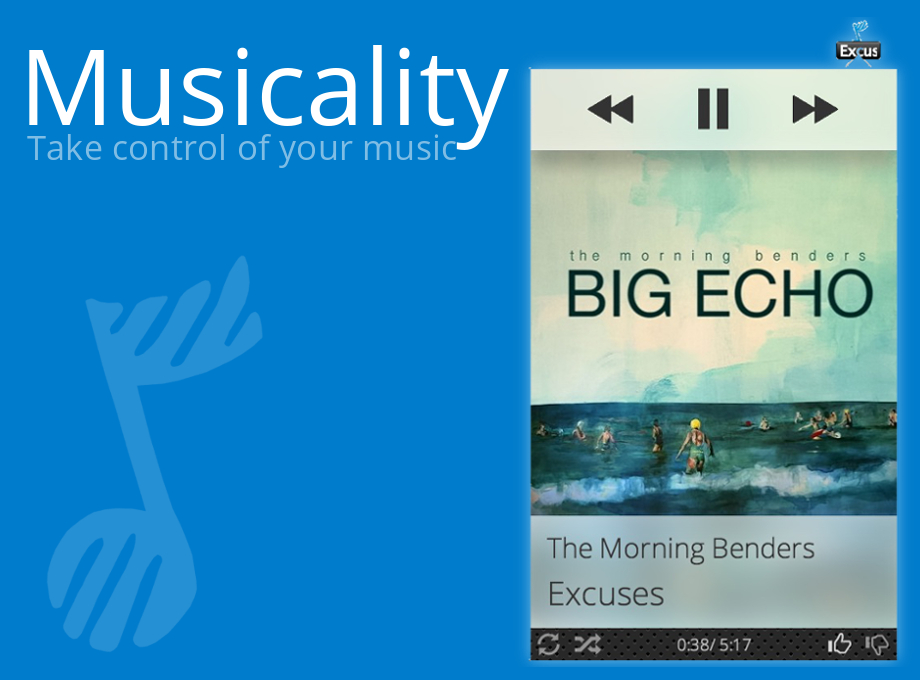 Musicality
Take control of your music
Excus
the morning benders
BIG ECHO
The Morning Benders
Excuses
0:38/ 5:17